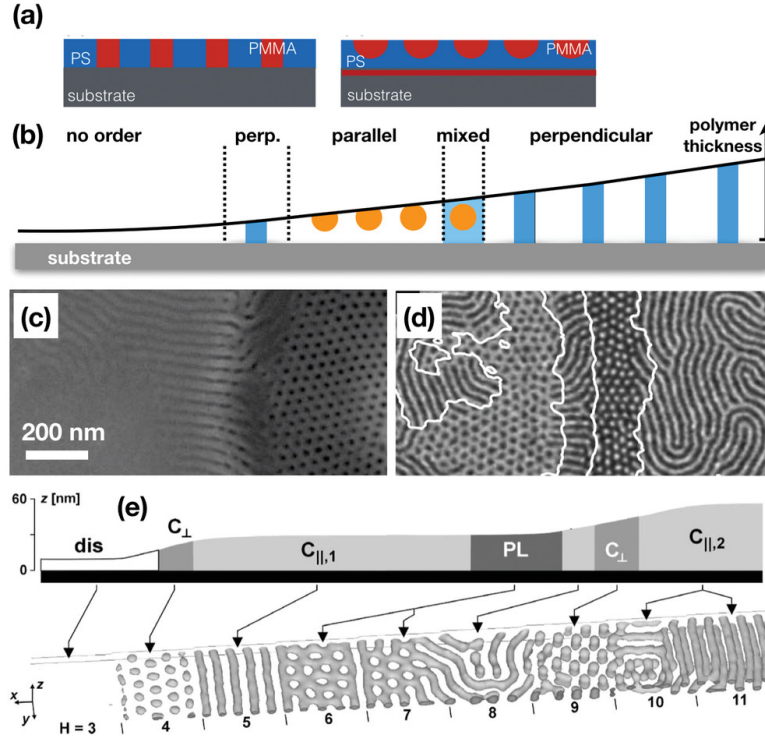 (a)
PS
PMMA
substrate
PS
PMMA
substrate
(b)
no order
perp.
parallel
mixed
perpendicular
polymer
thickness
substrate
(c)
200 nm
(d)
60
z [nm]
0
(e)
dis
C⊥
C||,1
PL
C⊥
C||,2
x
z
y
H = 3
4
5
6
7
8
9
10
11